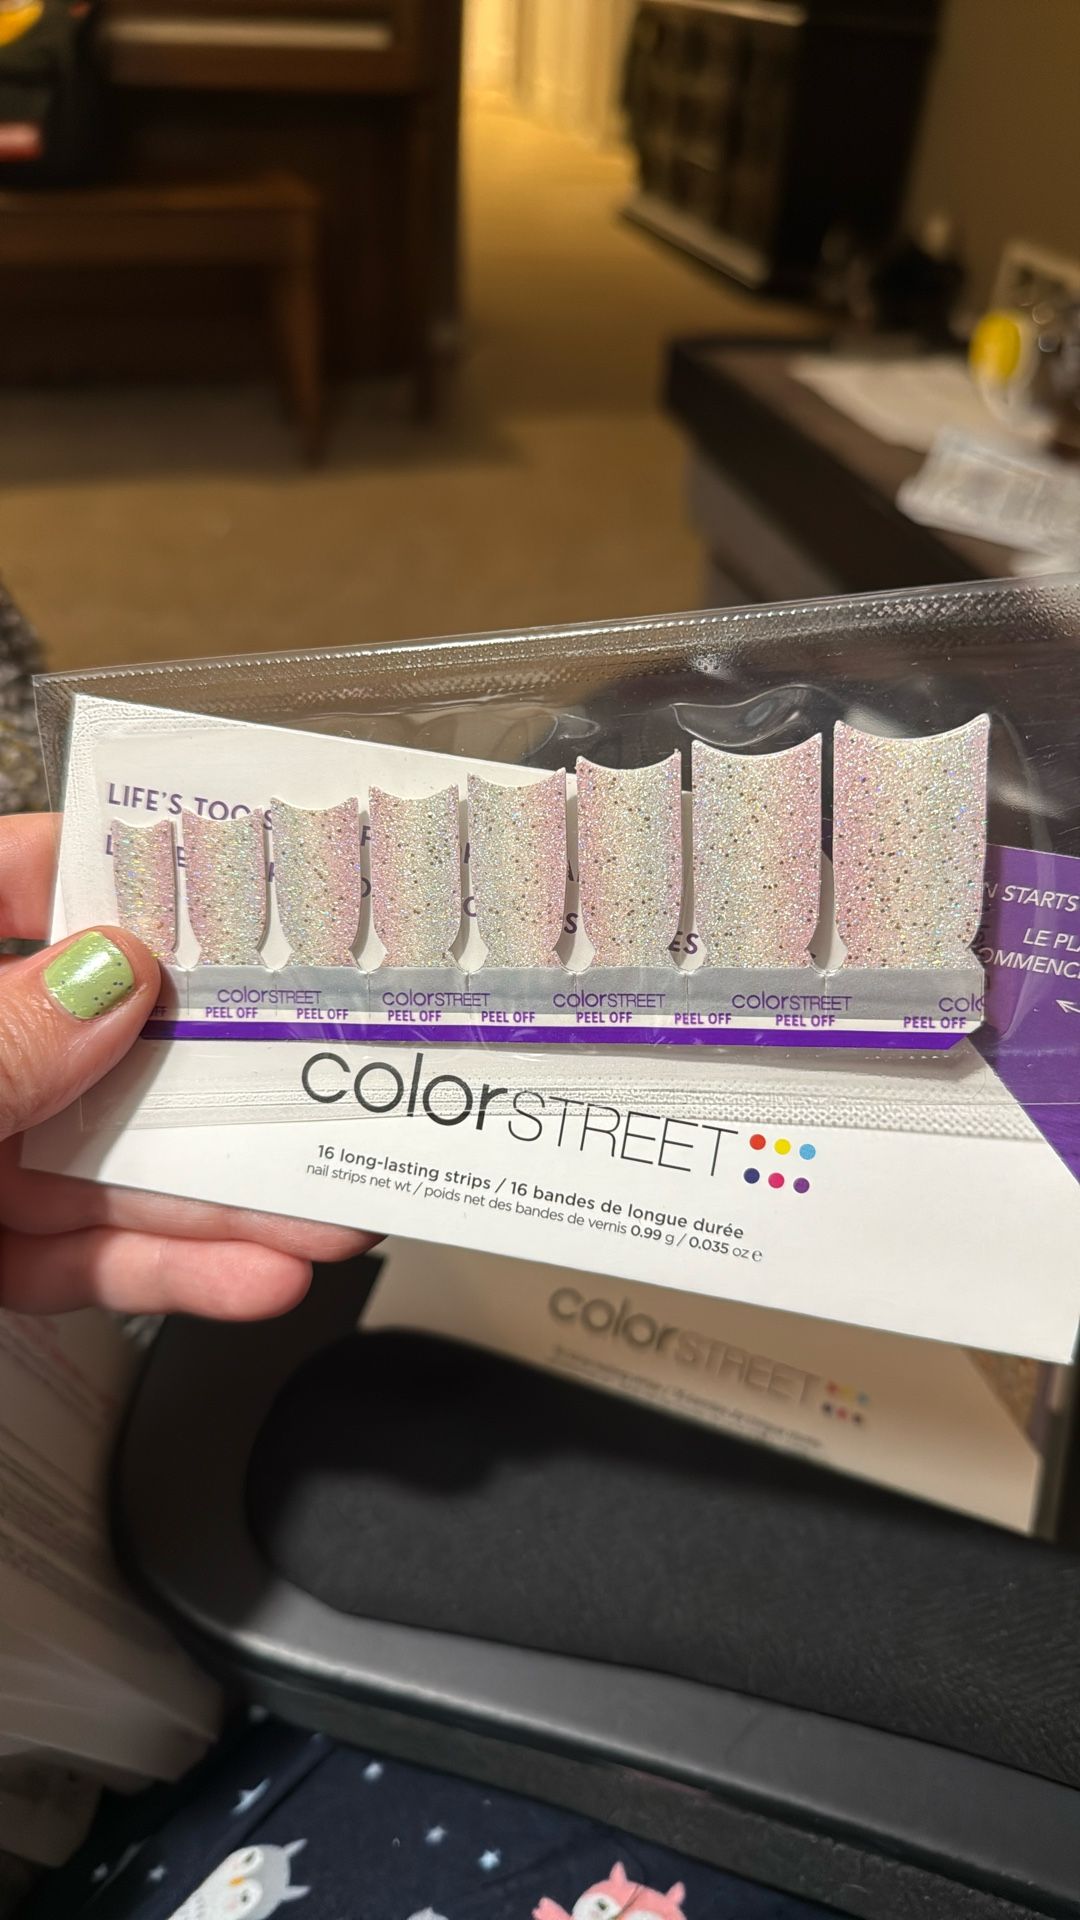 LIFE'S TOO
ES
N STARTS
LE PL
OMMENC
colorSTREET colorSTREET colorSTREET colorSTREET colo
PEEL OFF PEEL OFF PEEL OFF PEEL OFF PEEL OFF PEEL OFF PEEL OFF PEEL OFF
colorSTREET
16 long-lasting strips / 16 bandes de longue durée
nail strips net wt / poids net des bandes de vernis 0.99 g / 0.035 oz e
colorSTREET